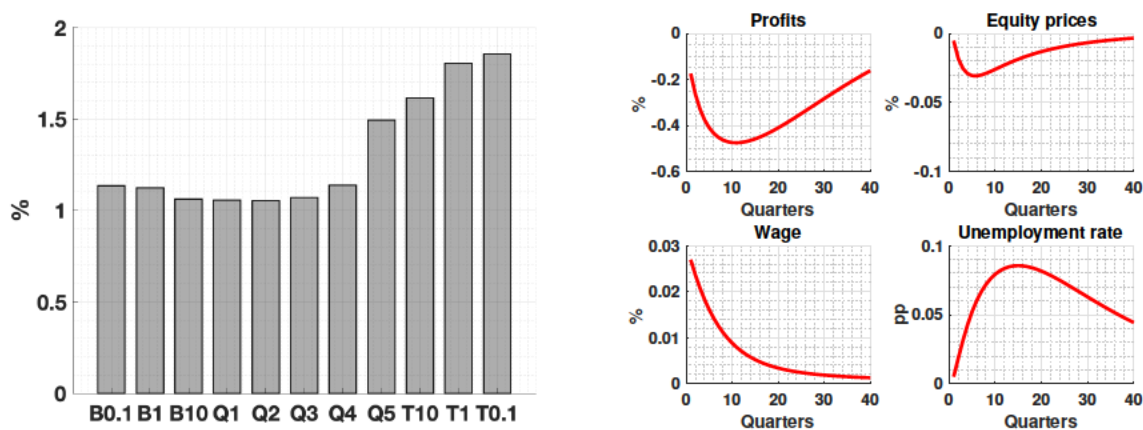 2
1.5
1
0.5
0
%
B0.1 B1 B10 Q1 Q2 Q3 Q4 Q5 T10 T1 T0.1
Profits
0
-0.2
-0.4
-0.6
%
0 10 20 30 40
Quarters
Equity prices
0
-0.05
-0.1
%
0 10 20 30 40
Quarters
Wage
0.03
0.02
0.01
0
%
0 10 20 30 40
Quarters
Unemployment rate
0.1
0.05
0
pp
0 10 20 30 40
Quarters